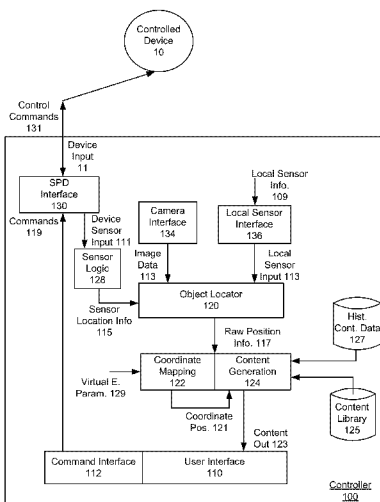 Controlled
Device
10
Control
Commands
131
Device
Input
11
SPD
Interface
130
Commands
119
Device
Sensor
Input 111
Sensor
Logic
128
Sensor
Location Info
115
Camera
Interface
134
Image
Data
113
Local Sensor
Info.
109
Local Sensor
Interface
136
Local
Sensor
Input 113
Object Locator
120
Raw Position
Info. 117
Hist.
Cont. Data
127
Coordinate
Mapping
122
Content
Generation
124
Virtual E.
Param. 129
Coordinate
Pos. 121
Content
Out 123
Content
Library
125
Command Interface
112
User Interface
110
Controller
100